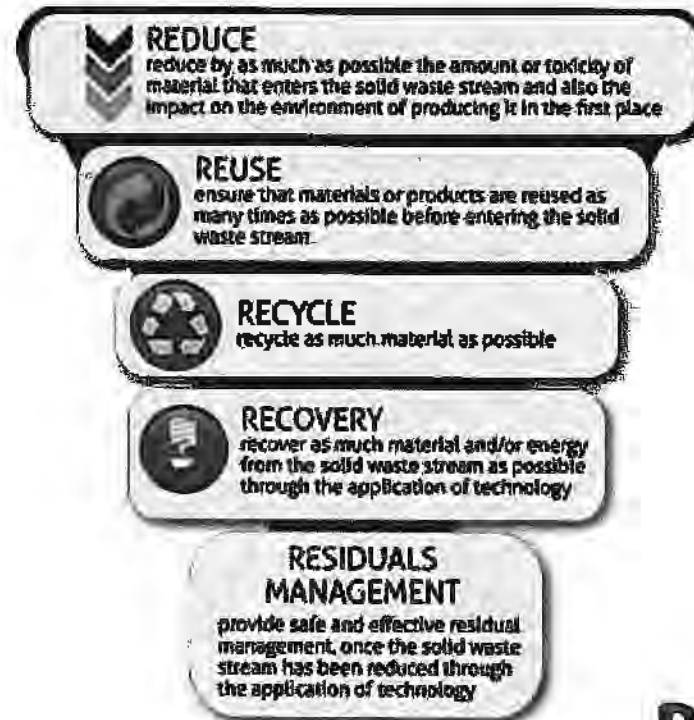 REDUCE
reduce by as much as possible the amount or toxicity of
material that enters the solid waste stream and also the
impact on the environment of producing it in the first place
REUSE
ensure that materials or products are reused as
many times as possible before entering the solid
waste stream
RECYCLE
recycle as much material as possible
RECOVERY
recover as much material and/or energy
from the solid waste stream as possible
through the application of technology
RESIDUALS
MANAGEMENT
provide safe and effective residual
management, once the solid waste
stream has been reduced through
the application of technology